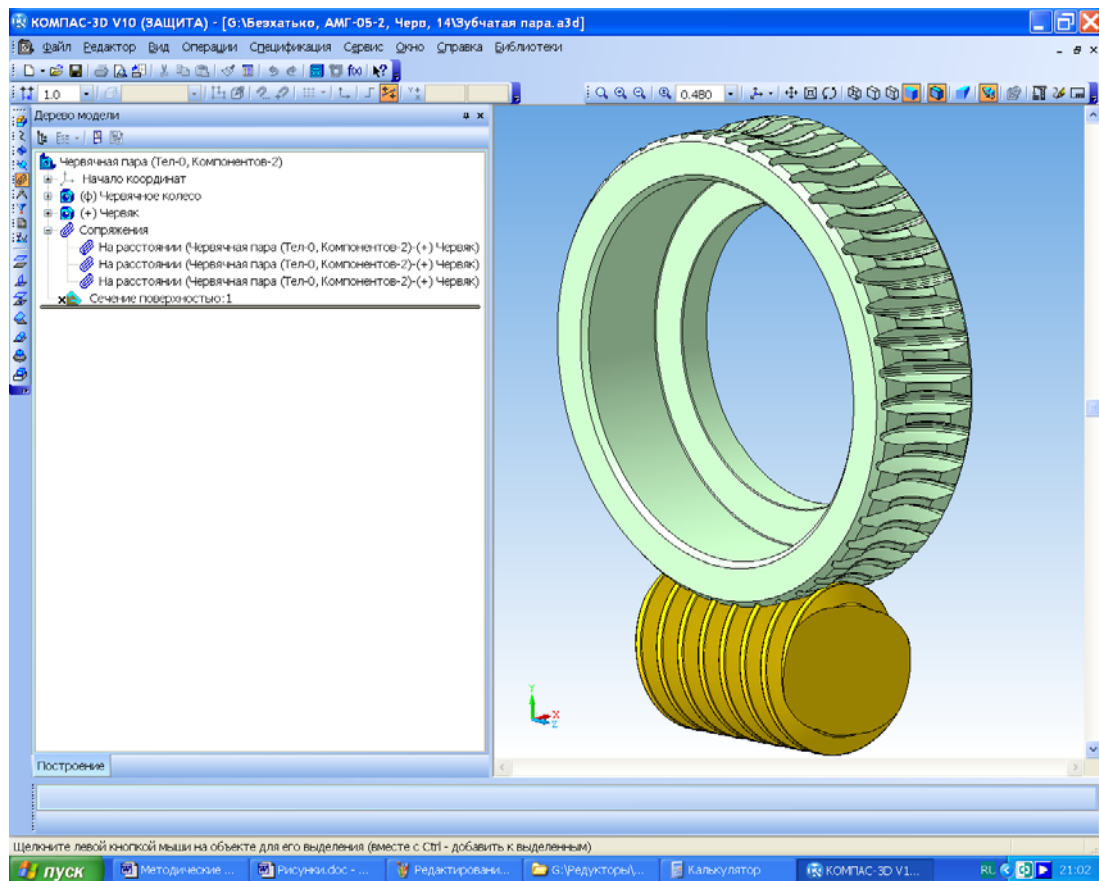 КОМПАС-3D V10 (ЗАЩИТА) - [G:\Безхатько, АМГ-05-2, Черв, 14\Зубчатая пара.a3d]
Файл Редактор Вид Операции Спецификация Сервис Окно Справка Библиотеки
1.0 0.480
Дерево модели
Червячная пара (Тел-0, Компонентов-2)
Начало координат
(ф) Червячное колесо
(+) Червяк
Сопряжения
На расстоянии (Червячная пара (Тел-0, Компонентов-2)-(+) Червяк)
На расстоянии (Червячная пара (Тел-0, Компонентов-2)-(+) Червяк)
На расстоянии (Червячная пара (Тел-0, Компонентов-2)-(+) Червяк)
Сечение поверхностью:1
Y
X
Z
Построение
Щелкните левой кнопкой мыши на объекте для его выделения (вместе с Ctrl - добавить к выделенным)
пуск Методические ... Рисунки.doc - ... Редактировани... G:\Редукторы\... Калькулятор КОМПАС-3D V1... RU 21:02